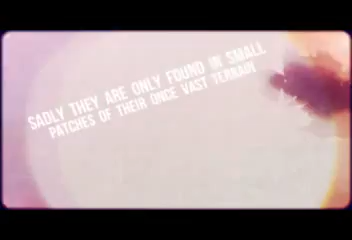 SADLY THEY ARE ONLY FOUND IN SMALL
PATCHES OF THEIR ONCE VAST TERRAIN